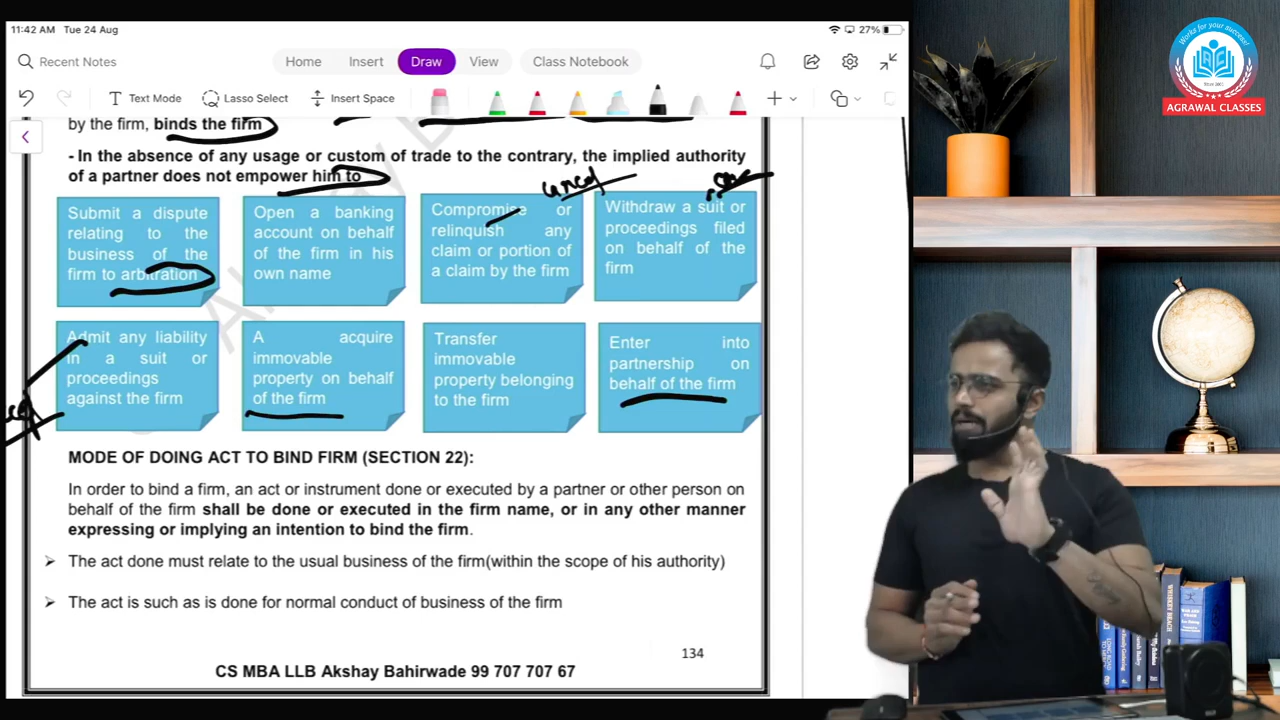 11:42 AM Tue 24 Aug
27%
Recent Notes
Home Insert Draw View Class Notebook
Text Mode Lasso Select Insert Space
Works for your success!
AGRAWAL CLASSES
by the firm, binds the firm
- In the absence of any usage or custom of trade to the contrary, the implied authority
of a partner does not empower him to
Submit a dispute
relating to the
business of the
firm to arbitration
Open a banking
account on behalf
of the firm in his
own name
Compromise or
relinquish any
claim or portion of
a claim by the firm
Withdraw a suit or
proceedings filed
on behalf of the
firm
Admit any liability
in a suit or
proceedings
against the firm
A acquire
immovable
property on behalf
of the firm
Transfer
immovable
property belonging
to the firm
Enter into
partnership on
behalf of the firm
MODE OF DOING ACT TO BIND FIRM (SECTION 22):
In order to bind a firm, an act or instrument done or executed by a partner or other person on
behalf of the firm shall be done or executed in the firm name, or in any other manner
expressing or implying an intention to bind the firm.
The act done must relate to the usual business of the firm(within the scope of his authority)
The act is such as is done for normal conduct of business of the firm
134
CS MBA LLB Akshay Bahirwade 99 707 707 67
WHISKEY BEACH